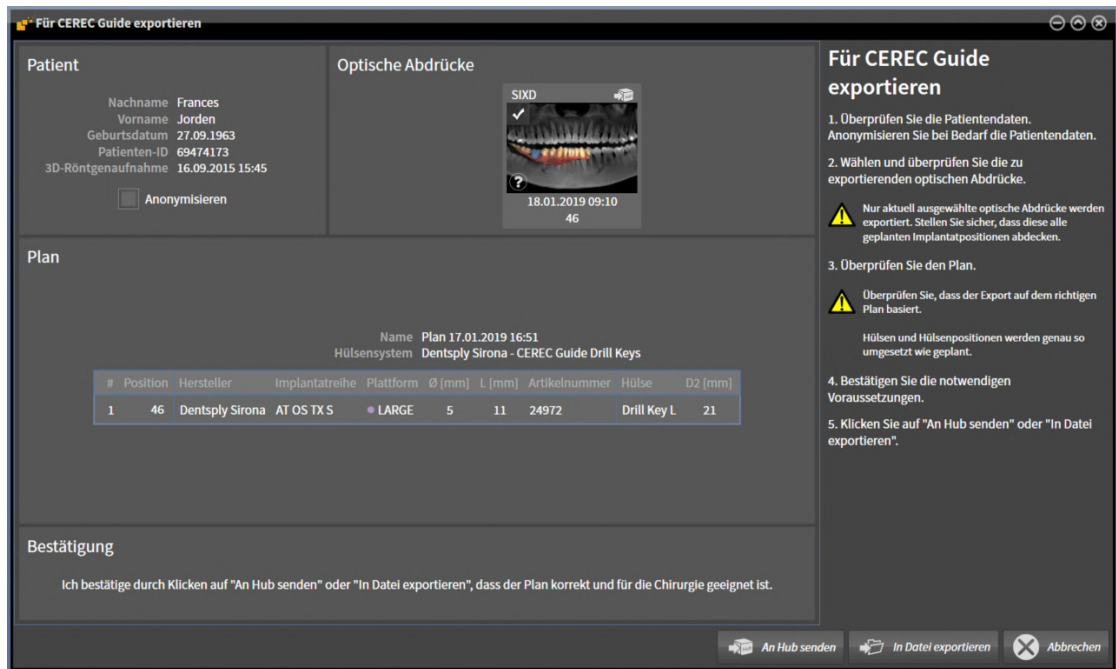 Für CEREC Guide exportieren
Patient
Nachname Frances
Vorname Jorden
Geburtsdatum 27.09.1963
Patienten-ID 69474173
3D-Röntgenaufnahme 16.09.2015 15:45
Anonymisieren
Optische Abdrücke
SIXD
?
18.01.2019 09:10
46
Plan
Name Plan 17.01.2019 16:51
Hülsensystem Dentsply Sirona - CEREC Guide Drill Keys
# Position Hersteller Implantatreihe Plattform Ø [mm] L [mm] Artikelnummer Hülse D2 [mm]
1 46 Dentsply Sirona AT OS TX S LARGE 5 11 24972 Drill Key L 21
Bestätigung
Ich bestätige durch Klicken auf "An Hub senden" oder "In Datei exportieren", dass der Plan korrekt und für die Chirurgie geeignet ist.
Für CEREC Guide
exportieren
1. Überprüfen Sie die Patientendaten.
Anonymisieren Sie bei Bedarf die Patientendaten.
2. Wählen und überprüfen Sie die zu
exportierenden optischen Abdrücke.
Nur aktuell ausgewählte optische Abdrücke werden
exportiert. Stellen Sie sicher, dass diese alle
geplanten Implantatpositionen abdecken.
3. Überprüfen Sie den Plan.
Überprüfen Sie, dass der Export auf dem richtigen
Plan basiert.
Hülsen und Hülsenpositionen werden genau so
umgesetzt wie geplant.
4. Bestätigen Sie die notwendigen
Voraussetzungen.
5. Klicken Sie auf "An Hub senden" oder "In Datei
exportieren".
An Hub senden
In Datei exportieren
Abbrechen